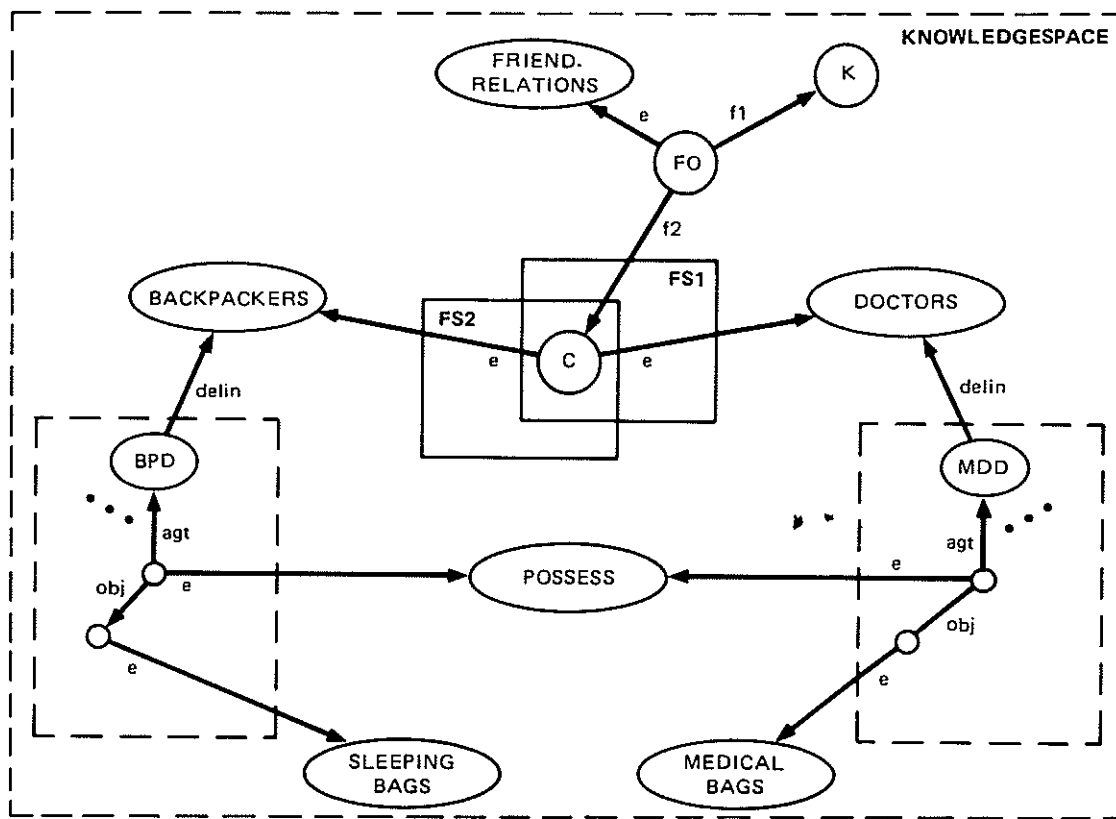 KNOWLEDGESPACE
FRIEND.
RELATIONS
K
e
f1
FO
f2
FS1
BACKPACKERS
DOCTORS
FS2
e
C
e
delin
delin
BPD
MDD
agt
agt
obj
e
POSSESS
e
obj
e
e
SLEEPING
BAGS
MEDICAL
BAGS